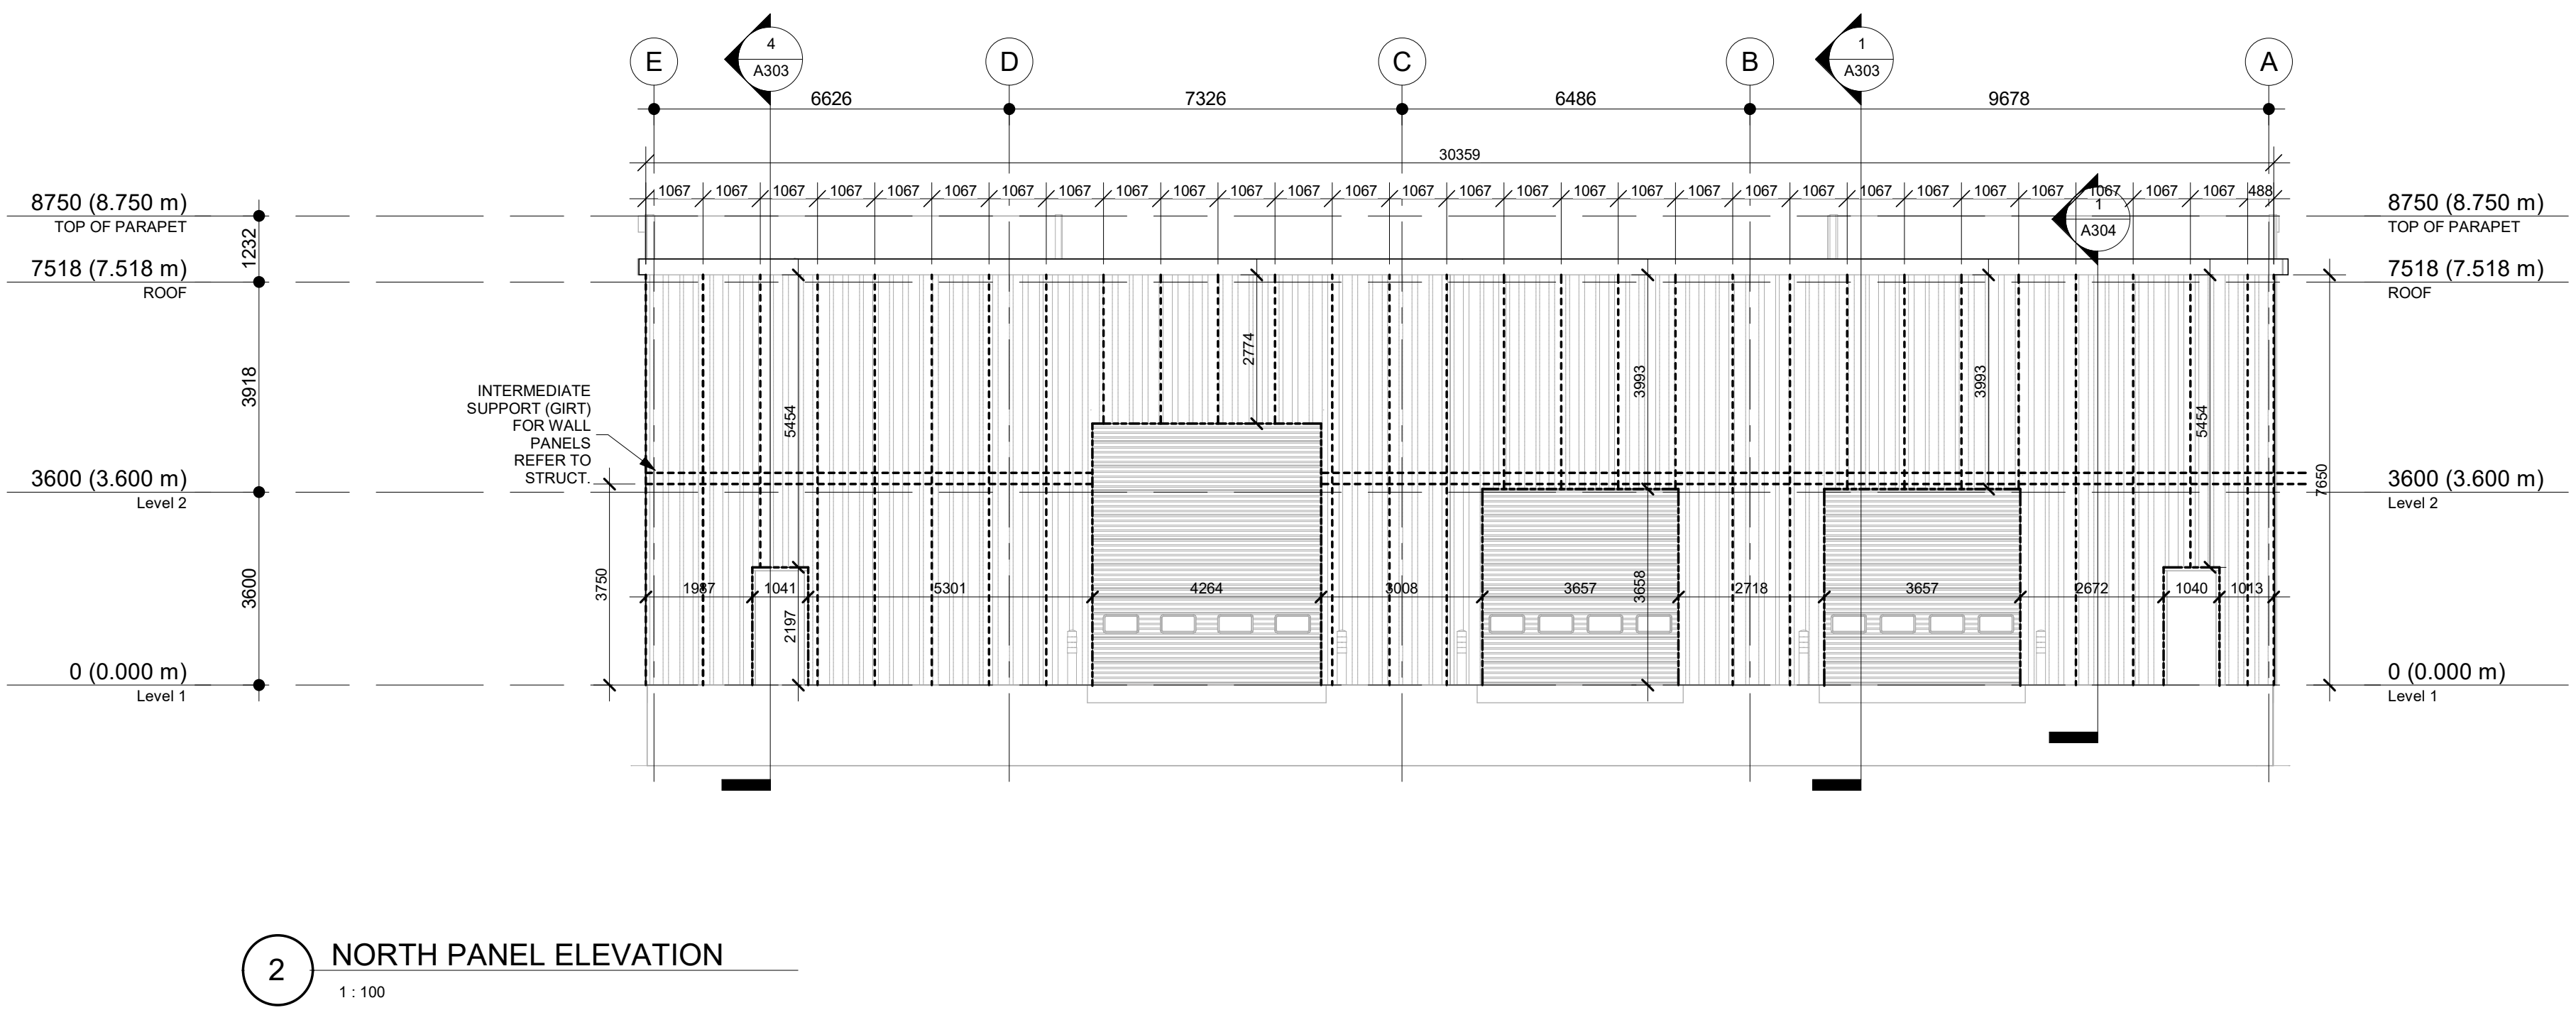 E
4
A303
D
C
B
1
A303
A
6626
7326
6486
9678
30359
1067 1067 1067 1067 1067 1067 1067 1067 1067 1067 1067 1067 1067 1067 1067 1067 1067 1067 1067 1067 1067 1067 1067 1067 1067 1067 1067 1067 488
1
A304
8750 (8.750 m)
TOP OF PARAPET
1232
7518 (7.518 m)
ROOF
3918
3600 (3.600 m)
Level 2
3600
0 (0.000 m)
Level 1
INTERMEDIATE
SUPPORT (GIRT)
FOR WALL
PANELS
REFER TO
STRUCT.
3750
5454
2774
3993
3993
5454
7650
1987 1041 5301 4264 3008 3657 2718 3657 2672 1040 1013
2197
3658
8750 (8.750 m)
TOP OF PARAPET
7518 (7.518 m)
ROOF
3600 (3.600 m)
Level 2
0 (0.000 m)
Level 1
2
NORTH PANEL ELEVATION
1 : 100